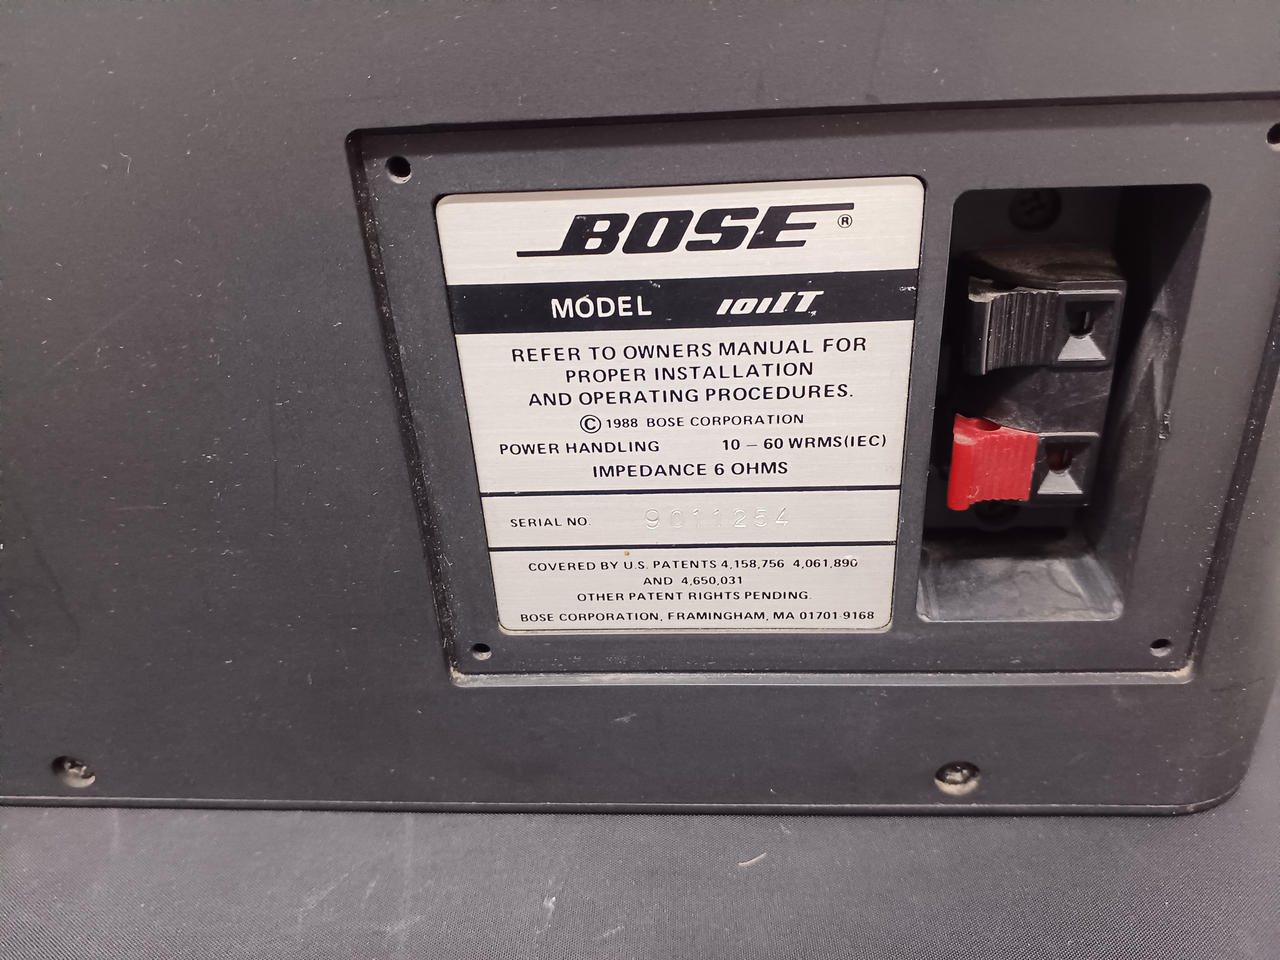 BOSE®
MODEL 101IT
REFER TO OWNERS MANUAL FOR
PROPER INSTALLATION
AND OPERATING PROCEDURES.
© 1988 BOSE CORPORATION
POWER HANDLING 10 – 60 WRMS(IEC)
IMPEDANCE 6 OHMS
SERIAL NO. 9011254
COVERED BY U.S. PATENTS 4,158,756 4,061,890
AND 4,650,031
OTHER PATENT RIGHTS PENDING.
BOSE CORPORATION, FRAMINGHAM, MA 01701-9168